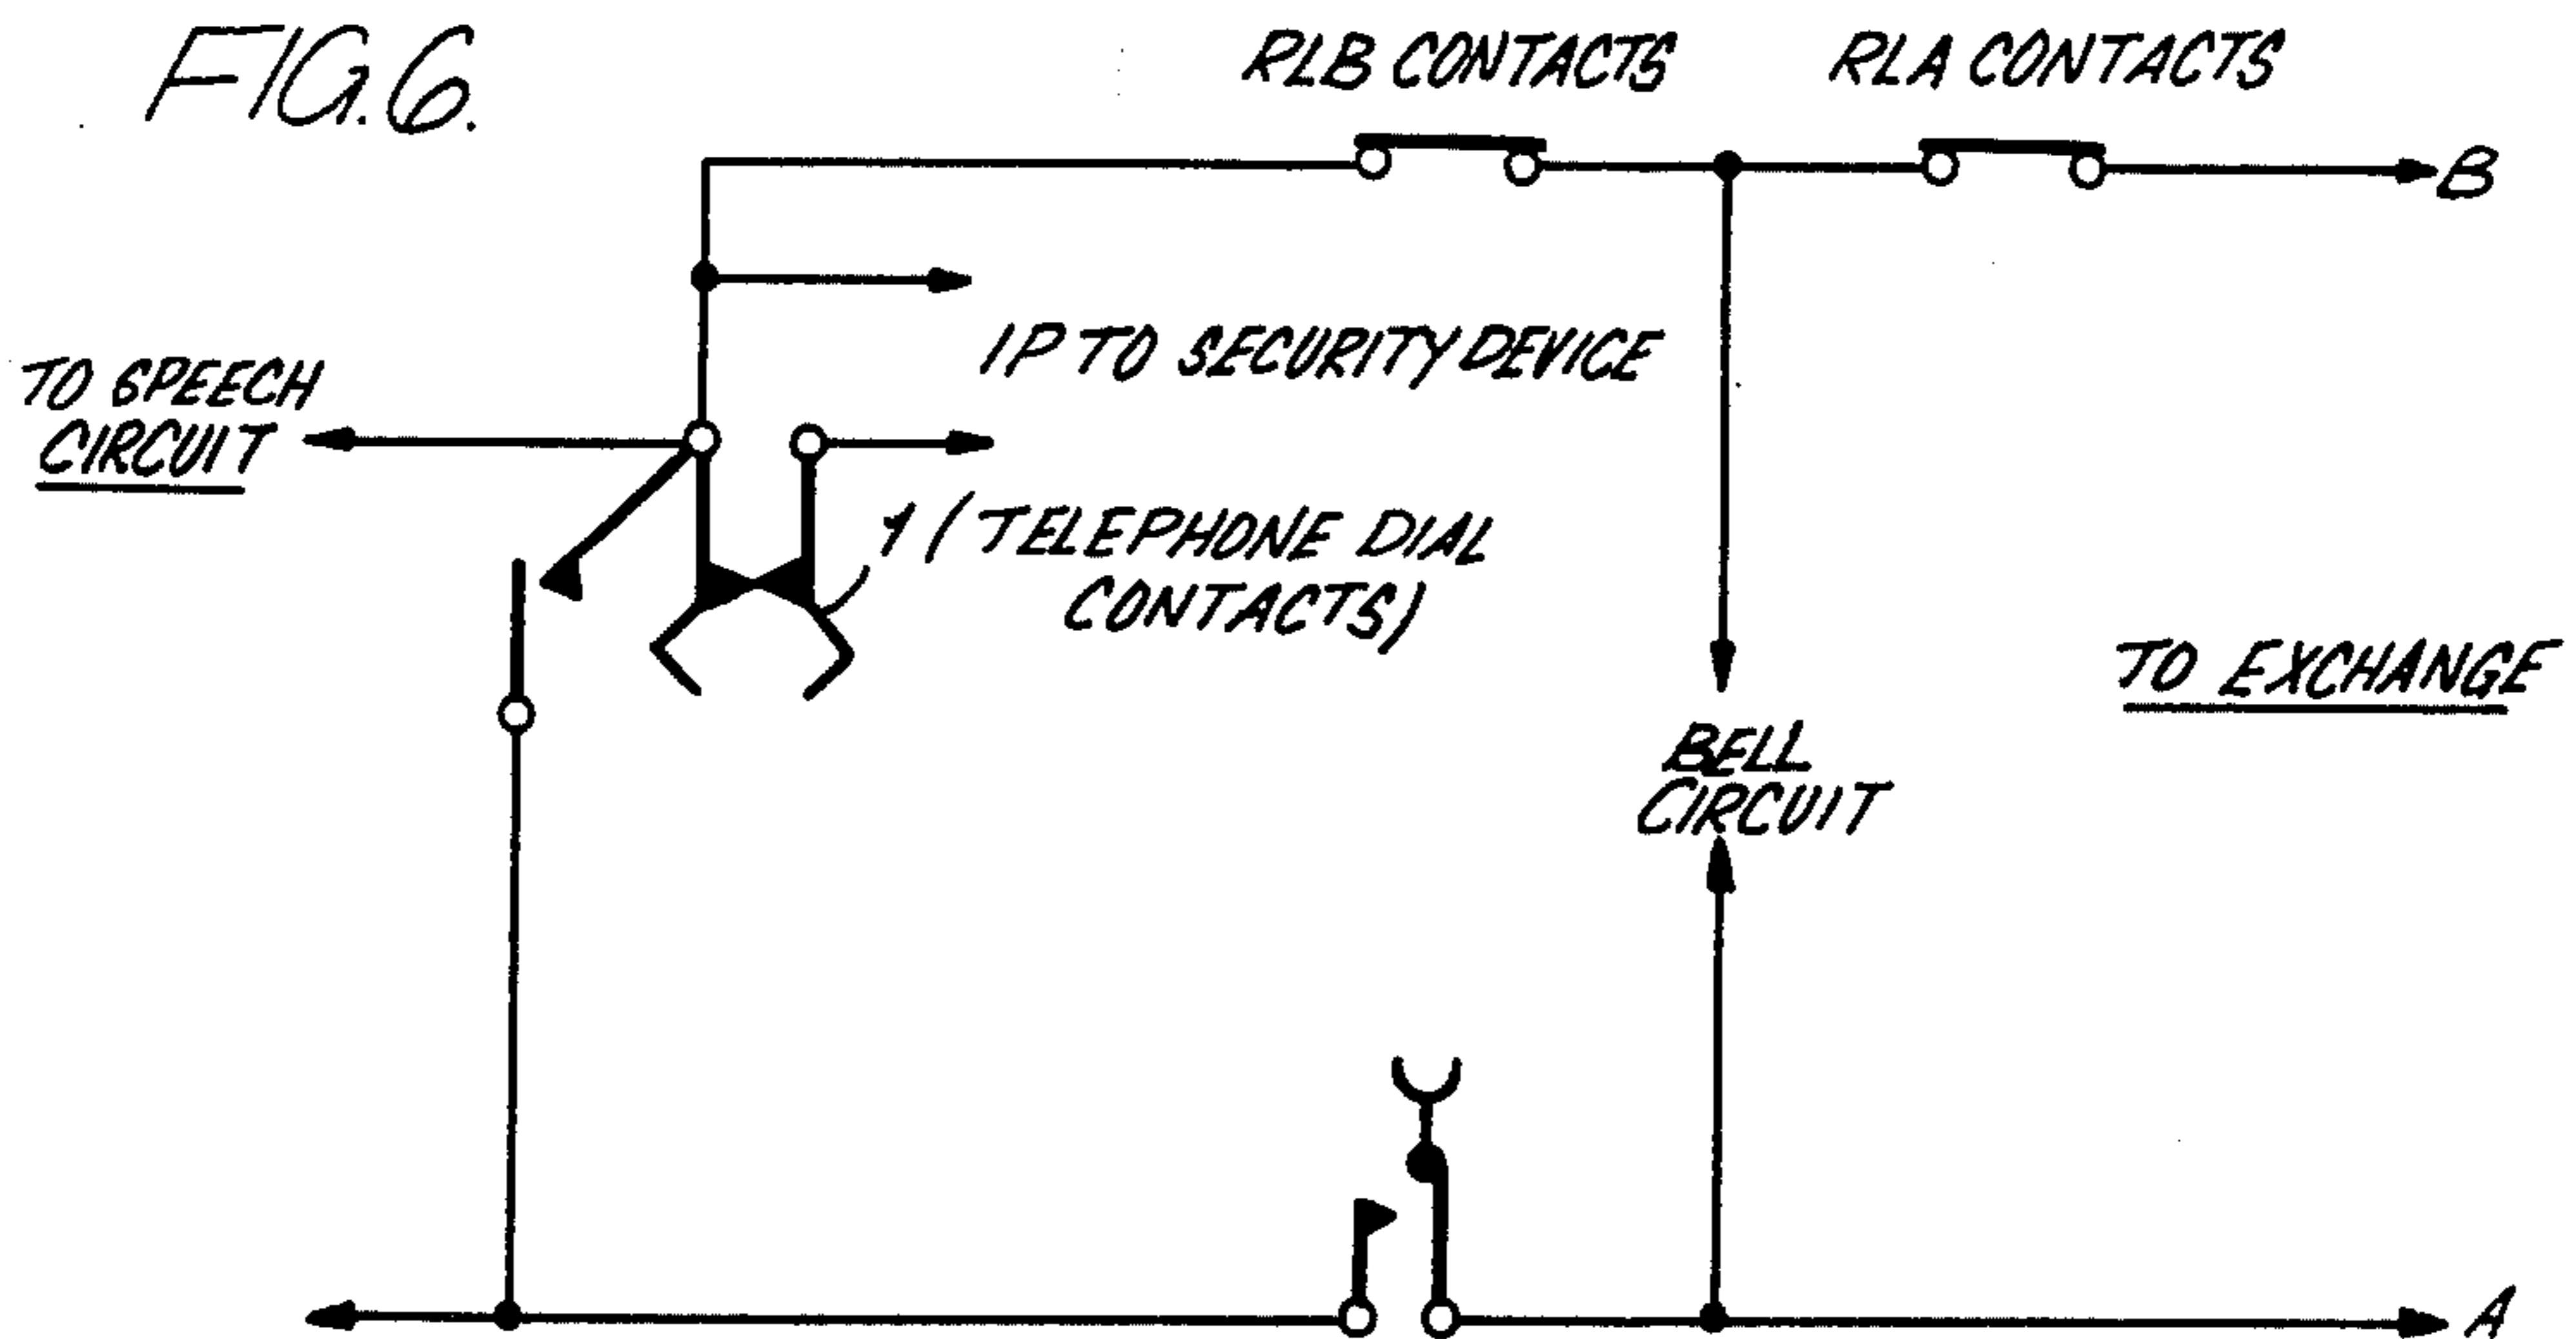 FIG. 6.
RLB CONTACTS
RLA CONTACTS
B
IP TO SECURITY DEVICE
TO SPEECH
CIRCUIT
1 (TELEPHONE DIAL
CONTACTS)
TO EXCHANGE
BELL
CIRCUIT
A